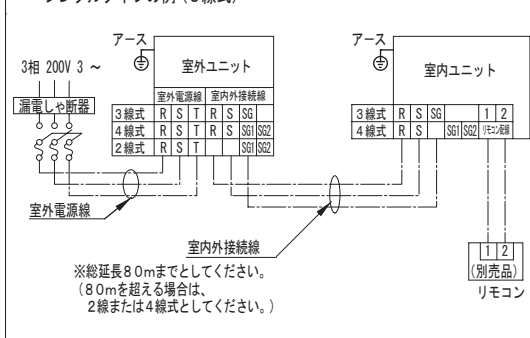 シングルタイプの例(3線式)
アース
3相 200V 3 ~
漏電しゃ断器
室外ユニット
室外電源線 室内外接続線
3線式 R S T R S SG
4線式 R S T R S SG1 SG2
2線式 R S T SG1 SG2
アース
室内ユニット
3線式 R S SG 1 2
4線式 R S SG1 SG2 リモコン配線
室外電源線
室内外接続線
※総延長80mまでとしてください。
(80mを超える場合は、
2線または4線式としてください。)
1 2
(別売品)
リモコン